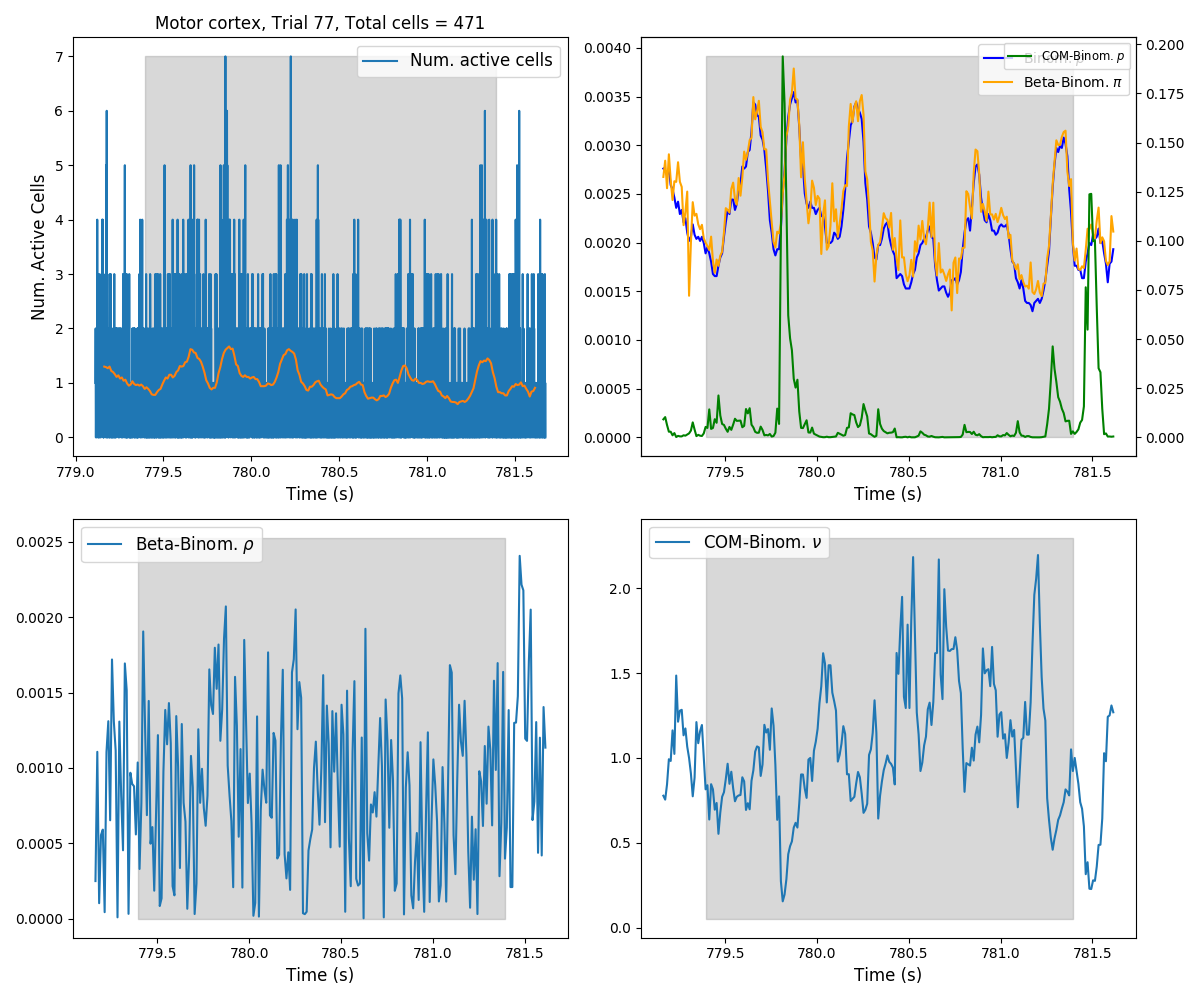 Motor cortex, Trial 77, Total cells = 471
Num. active cells
Num. Active Cells
7
6
5
4
3
2
1
0
779.0 779.5 780.0 780.5 781.0 781.5
Time (s)
COM-Binom. p
Beta-Binom. π
0.0040
0.0035
0.0030
0.0025
0.0020
0.0015
0.0010
0.0005
0.0000
0.200
0.175
0.150
0.125
0.100
0.075
0.050
0.025
0.000
779.5 780.0 780.5 781.0 781.5
Time (s)
Beta-Binom. ρ
0.0025
0.0020
0.0015
0.0010
0.0005
0.0000
779.5 780.0 780.5 781.0 781.5
Time (s)
COM-Binom. ν
2.0
1.5
1.0
0.5
0.0
779.5 780.0 780.5 781.0 781.5
Time (s)